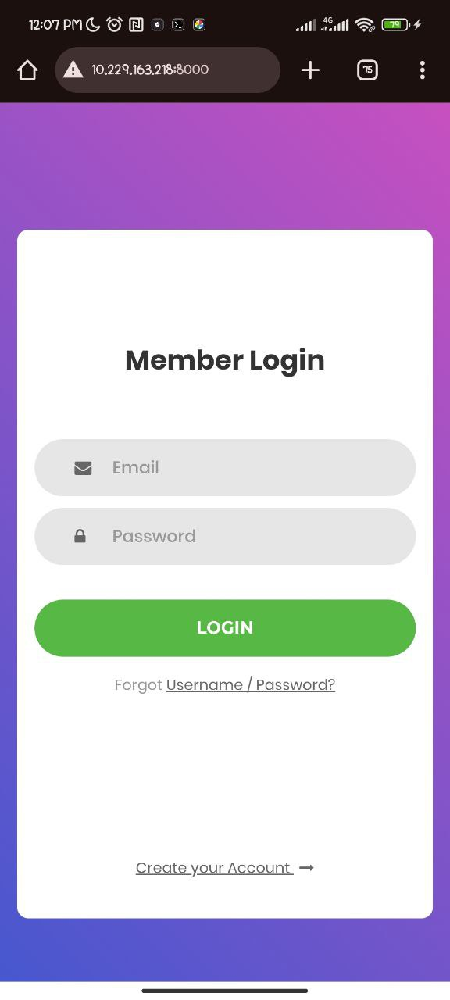 12:07 PM
4G
79
10.229.163.218:8000
75
Member Login
Email
Password
LOGIN
Forgot Username / Password?
Create your Account